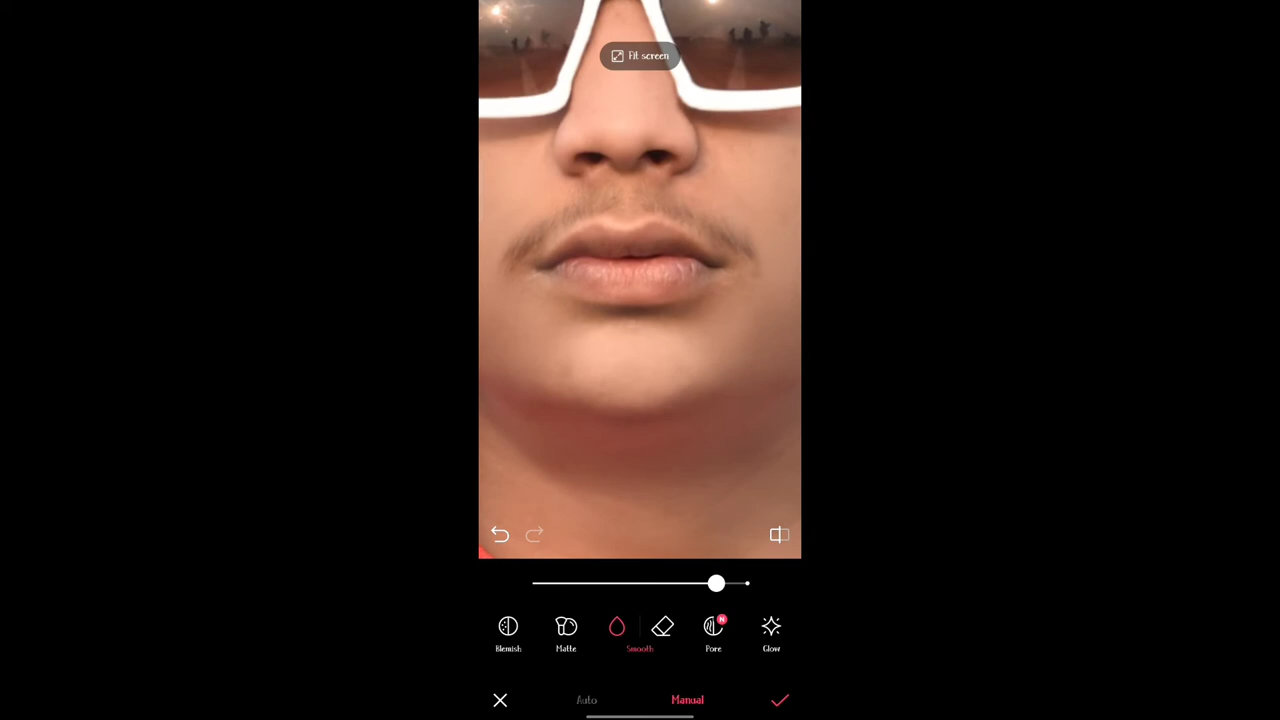 Fit screen
Blemish
Matte
Smooth
N
Pore
Glow
Auto
Manual